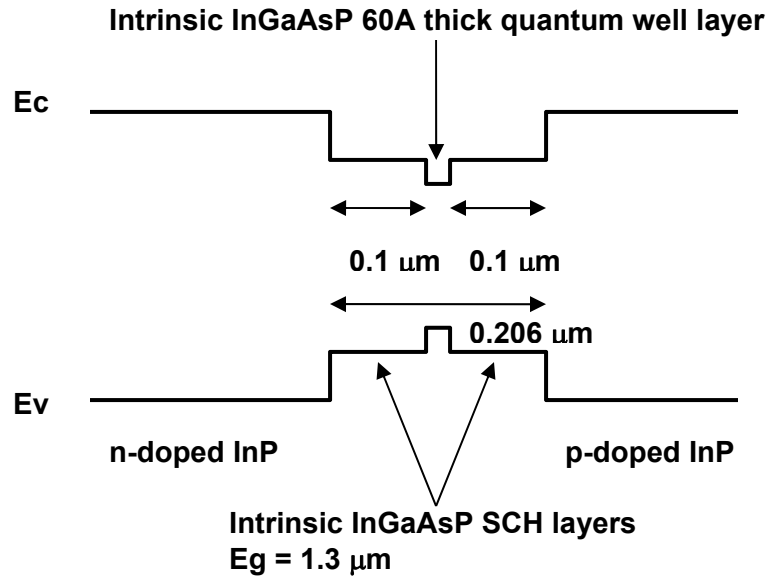 Intrinsic InGaAsP 60A thick quantum well layer
Ec
0.1 μm 0.1 μm
0.206 μm
Ev
n-doped InP p-doped InP
Intrinsic InGaAsP SCH layers
Eg = 1.3 μm